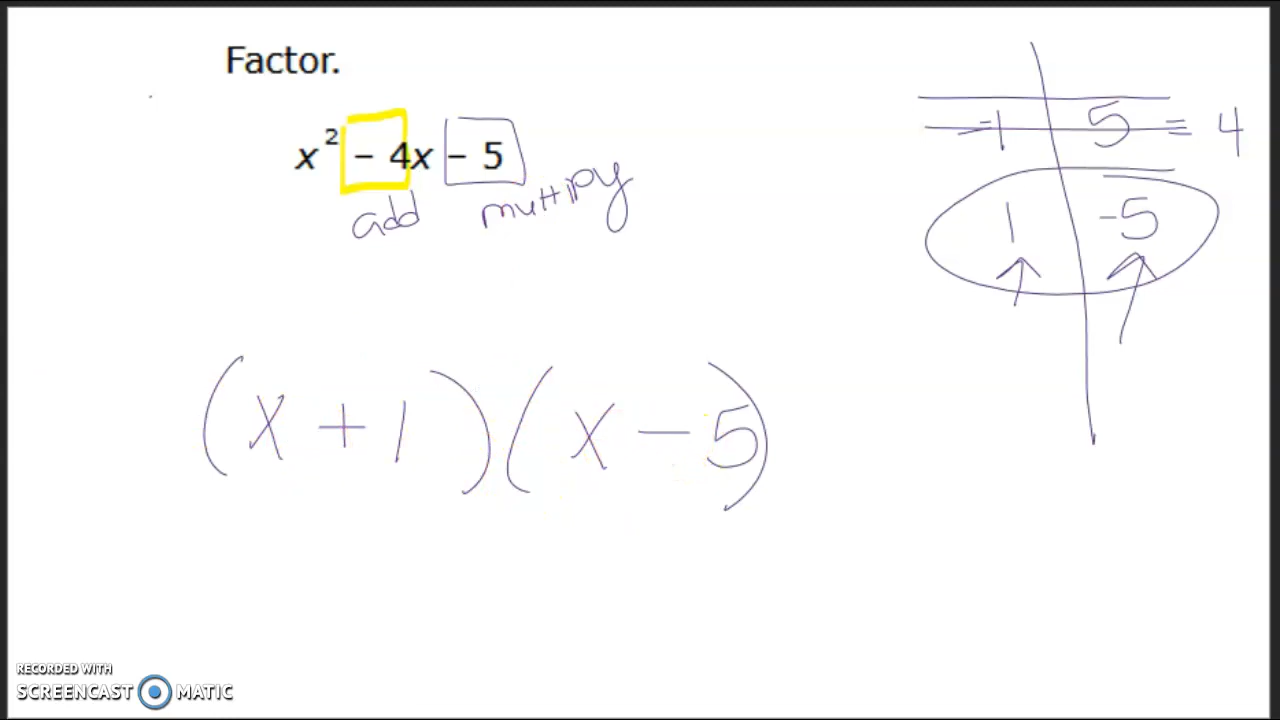 Factor.
x² − 4x − 5
add multiply
-1 5 = 4
1 -5
(x + 1)(x − 5)
RECORDED WITH
SCREENCAST MATIC